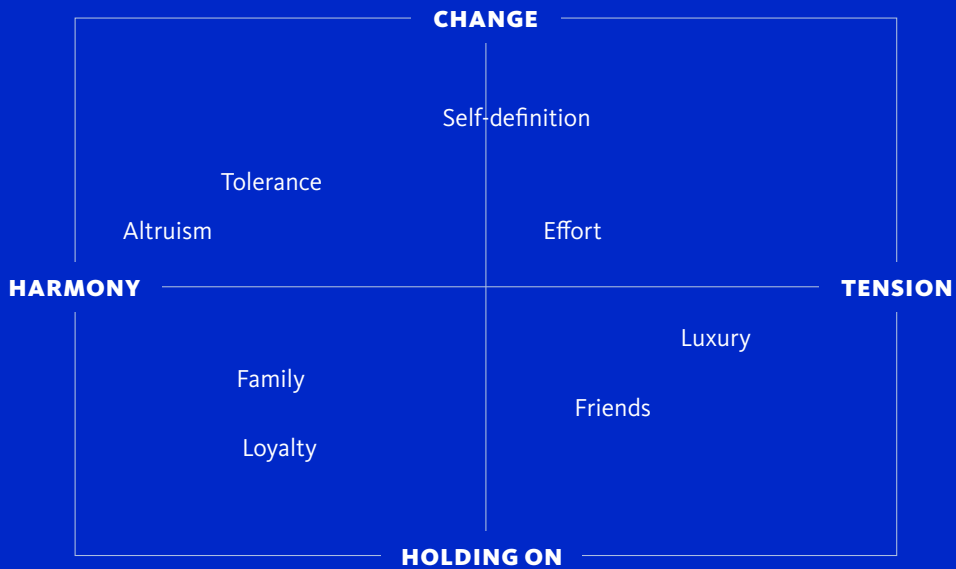 CHANGE
Self-definition
Tolerance
Altruism
Effort
HARMONY
TENSION
Luxury
Family
Friends
Loyalty
HOLDING ON